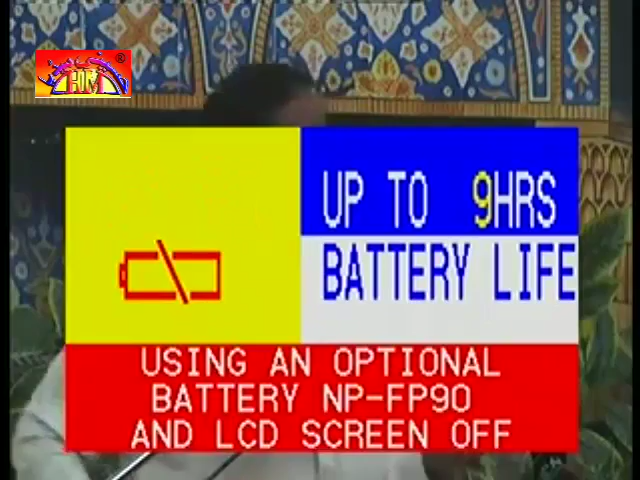 UP TO 9HRS
BATTERY LIFE
USING AN OPTIONAL
BATTERY NP-FP90
AND LCD SCREEN OFF